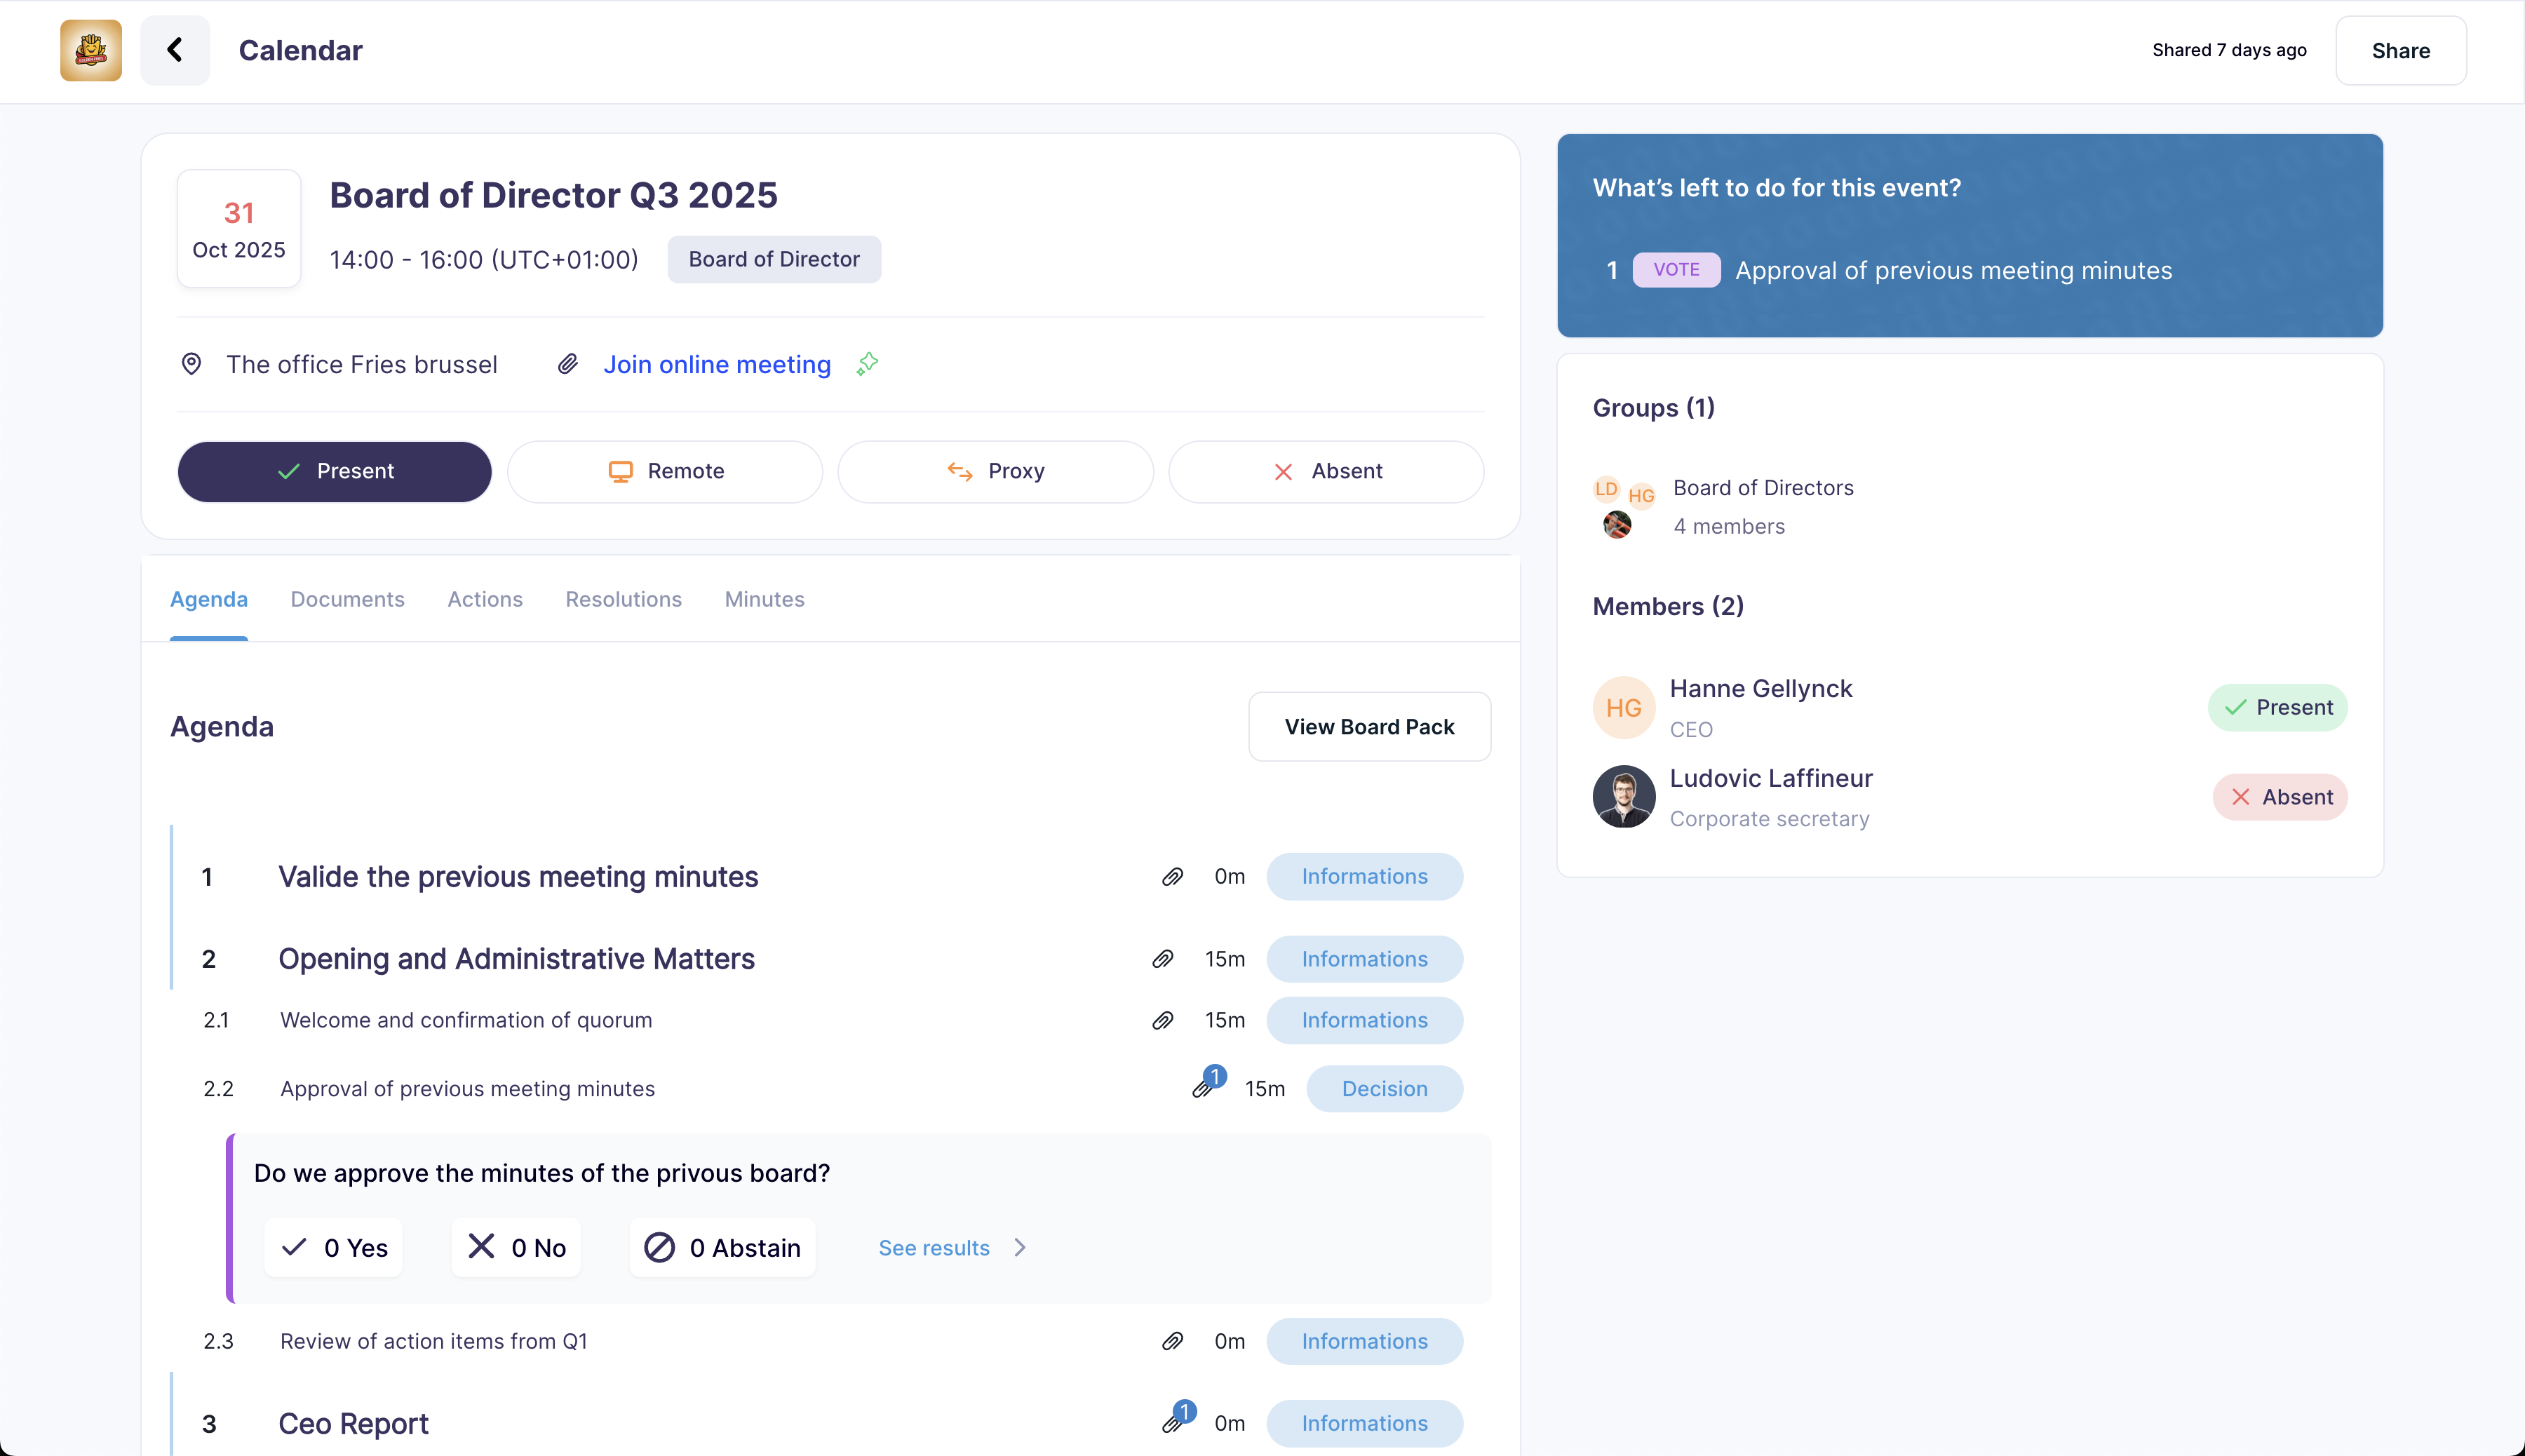 Calendar
Shared 7 days ago
Share
31
Oct 2025
Board of Director Q3 2025
14:00 - 16:00 (UTC+01:00)
Board of Director
The office Fries brussel
Join online meeting
Present
Remote
Proxy
Absent
Agenda
Documents
Actions
Resolutions
Minutes
Agenda
View Board Pack
1
Valide the previous meeting minutes
0m
Informations
2
Opening and Administrative Matters
15m
Informations
2.1
Welcome and confirmation of quorum
15m
Informations
2.2
Approval of previous meeting minutes
1
15m
Decision
Do we approve the minutes of the privous board?
0 Yes
0 No
0 Abstain
See results
2.3
Review of action items from Q1
0m
Informations
3
Ceo Report
1
0m
Informations
What's left to do for this event?
1
VOTE
Approval of previous meeting minutes
Groups (1)
LD
HG
Board of Directors
4 members
Members (2)
HG
Hanne Gellynck
CEO
Present
Ludovic Laffineur
Corporate secretary
Absent